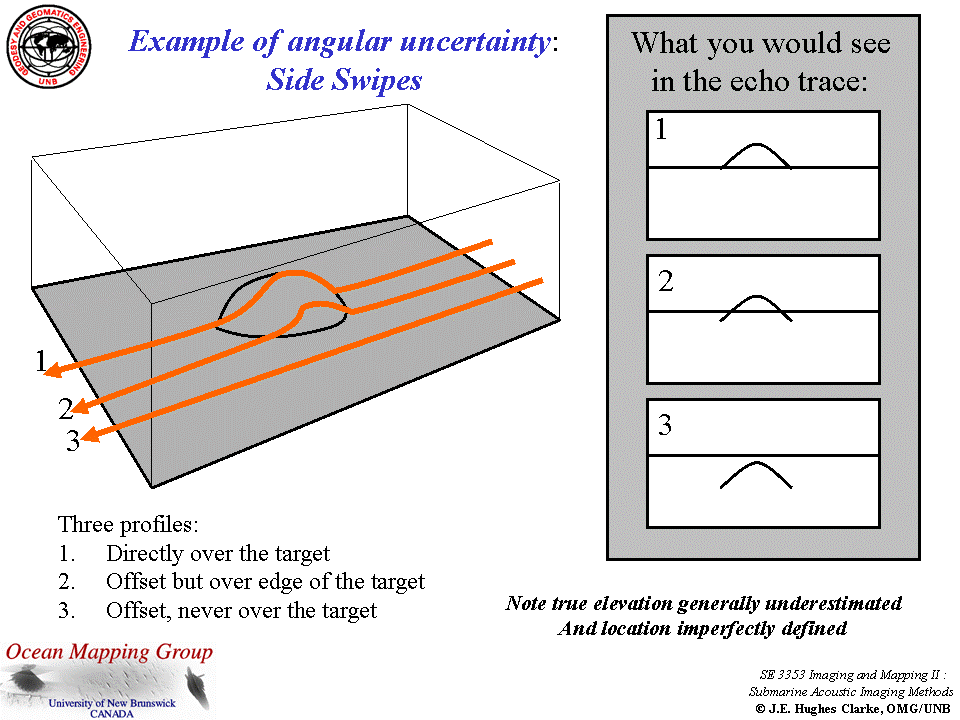 GEODESY AND GEOMATICS ENGINEERING
UNB
Example of angular uncertainty:
Side Swipes
What you would see
in the echo trace:
1
2
3
1
2
3
Three profiles:
1. Directly over the target
2. Offset but over edge of the target
3. Offset, never over the target
Note true elevation generally underestimated
And location imperfectly defined
Ocean Mapping Group
University of New Brunswick
CANADA
SE 3353 Imaging and Mapping II :
Submarine Acoustic Imaging Methods
© J.E. Hughes Clarke, OMG/UNB